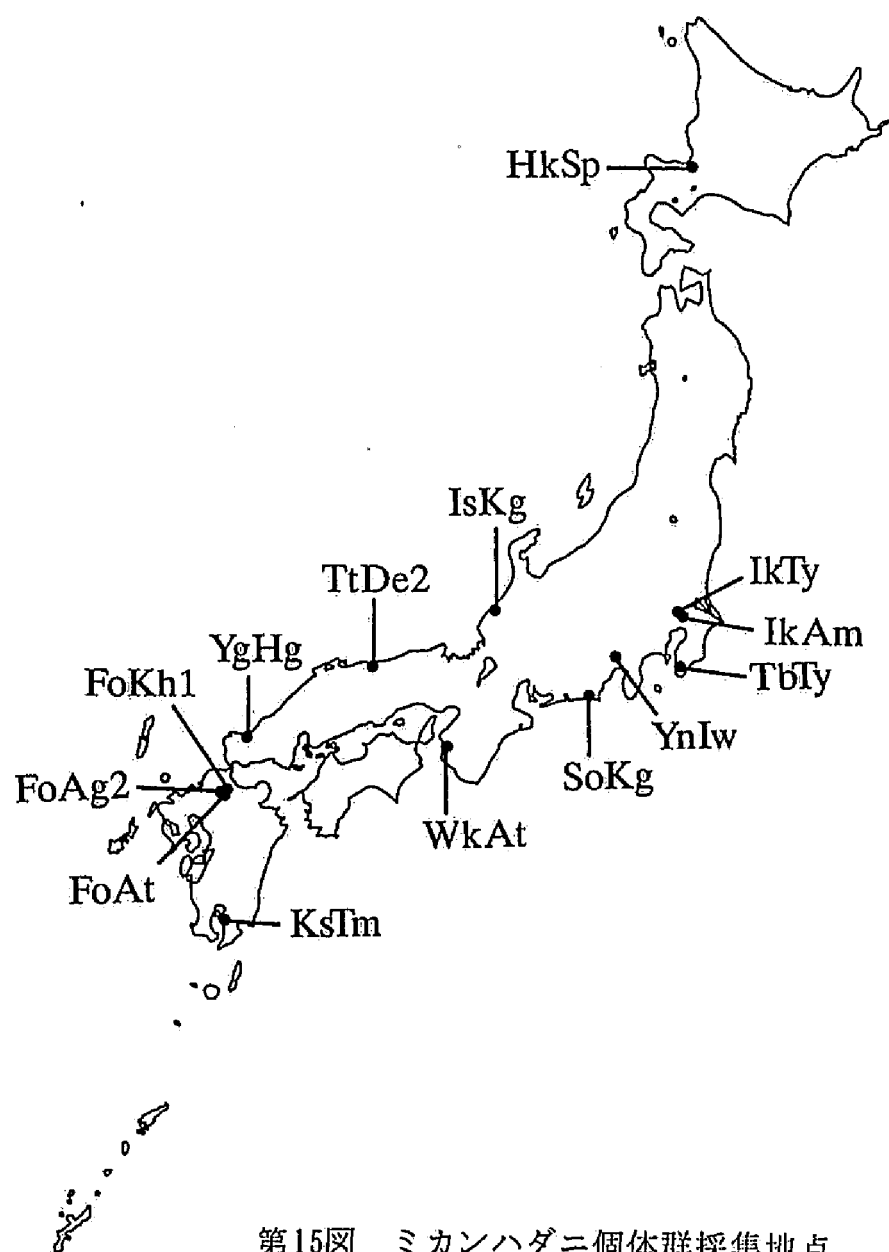 HkSp
IsKg
TtDe2
IkTy
YgHg
IkAm
FoKh1
TbTy
YnIw
SoKg
FoAg2
WkAt
FoAt
KsTm
第15図 ミカンハダニ個体群採集地点